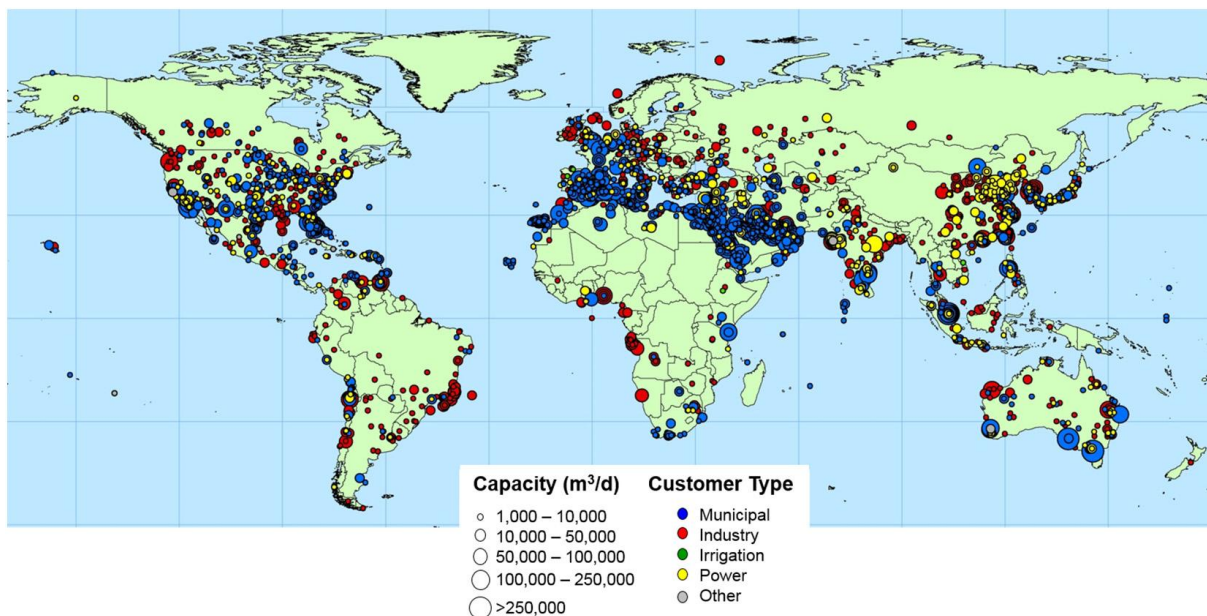 Capacity (m³/d)
1,000 – 10,000
10,000 – 50,000
50,000 – 100,000
100,000 – 250,000
>250,000
Customer Type
Municipal
Industry
Irrigation
Power
Other